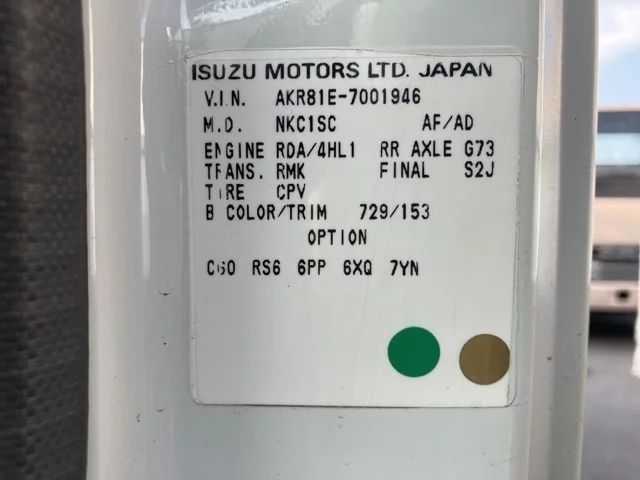 ISUZU MOTORS LTD. JAPAN
V.I.N. AKR81E-7001946
M.D. NKC1SC AF/AD
ENGINE RDA/4HL1 RR AXLE G73
TRANS. RMK FINAL S2J
TIRE CPV
B COLOR/TRIM 729/153
OPTION
C60 RS6 6PP 6XQ 7YN